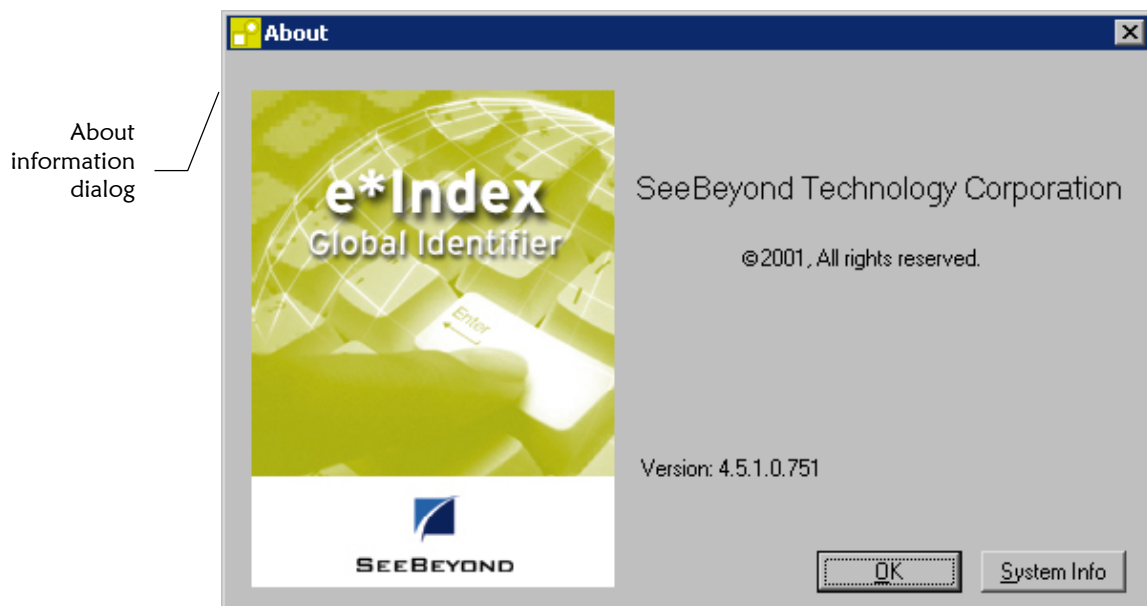 About
About
information
dialog
e*Index
Global Identifier
Enter
SEEBEYOND
SeeBeyond Technology Corporation
©2001, All rights reserved.
Version: 4.5.1.0.751
OK
System Info